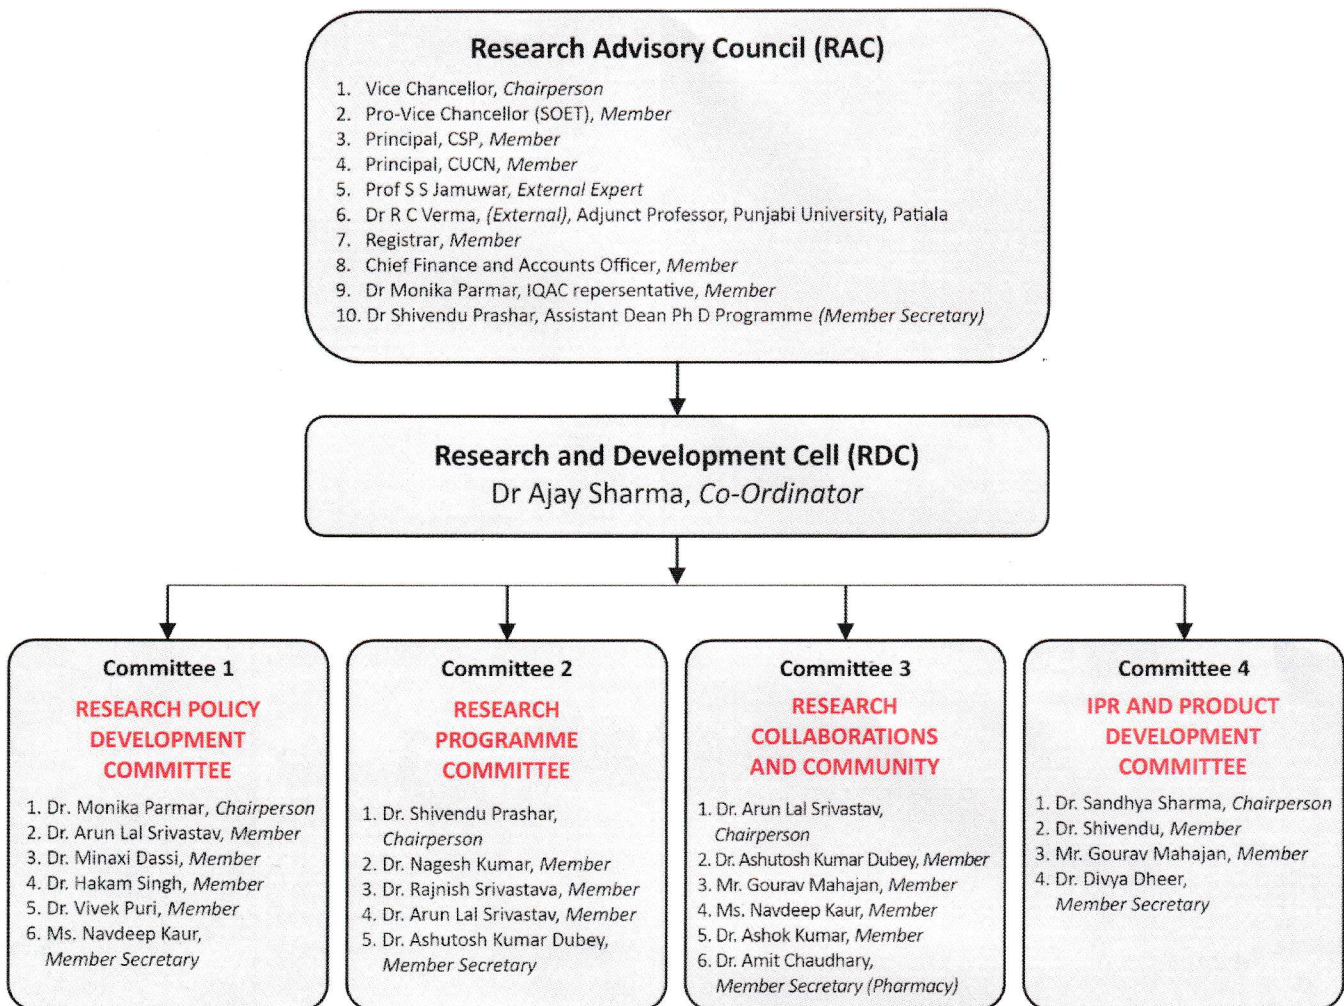 Research Advisory Council (RAC)
1. Vice Chancellor, Chairperson
2. Pro-Vice Chancellor (SOET), Member
3. Principal, CSP, Member
4. Principal, CUCN, Member
5. Prof S S Jamuwar, External Expert
6. Dr R C Verma, (External), Adjunct Professor, Punjabi University, Patiala
7. Registrar, Member
8. Chief Finance and Accounts Officer, Member
9. Dr Monika Parmar, IQAC repersentative, Member
10. Dr Shivendu Prashar, Assistant Dean Ph D Programme (Member Secretary)
Research and Development Cell (RDC)
Dr Ajay Sharma, Co-Ordinator
Committee 1
RESEARCH POLICY
DEVELOPMENT
COMMITTEE
1. Dr. Monika Parmar, Chairperson
2. Dr. Arun Lal Srivastav, Member
3. Dr. Minaxi Dassi, Member
4. Dr. Hakam Singh, Member
5. Dr. Vivek Puri, Member
6. Ms. Navdeep Kaur,
Member Secretary
Committee 2
RESEARCH
PROGRAMME
COMMITTEE
1. Dr. Shivendu Prashar,
Chairperson
2. Dr. Nagesh Kumar, Member
3. Dr. Rajnish Srivastava, Member
4. Dr. Arun Lal Srivastav, Member
5. Dr. Ashutosh Kumar Dubey,
Member Secretary
Committee 3
RESEARCH
COLLABORATIONS
AND COMMUNITY
1. Dr. Arun Lal Srivastav,
Chairperson
2. Dr. Ashutosh Kumar Dubey, Member
3. Mr. Gourav Mahajan, Member
4. Ms. Navdeep Kaur, Member
5. Dr. Ashok Kumar, Member
6. Dr. Amit Chaudhary,
Member Secretary (Pharmacy)
Committee 4
IPR AND PRODUCT
DEVELOPMENT
COMMITTEE
1. Dr. Sandhya Sharma, Chairperson
2. Dr. Shivendu, Member
3. Mr. Gourav Mahajan, Member
4. Dr. Divya Dheer,
Member Secretary